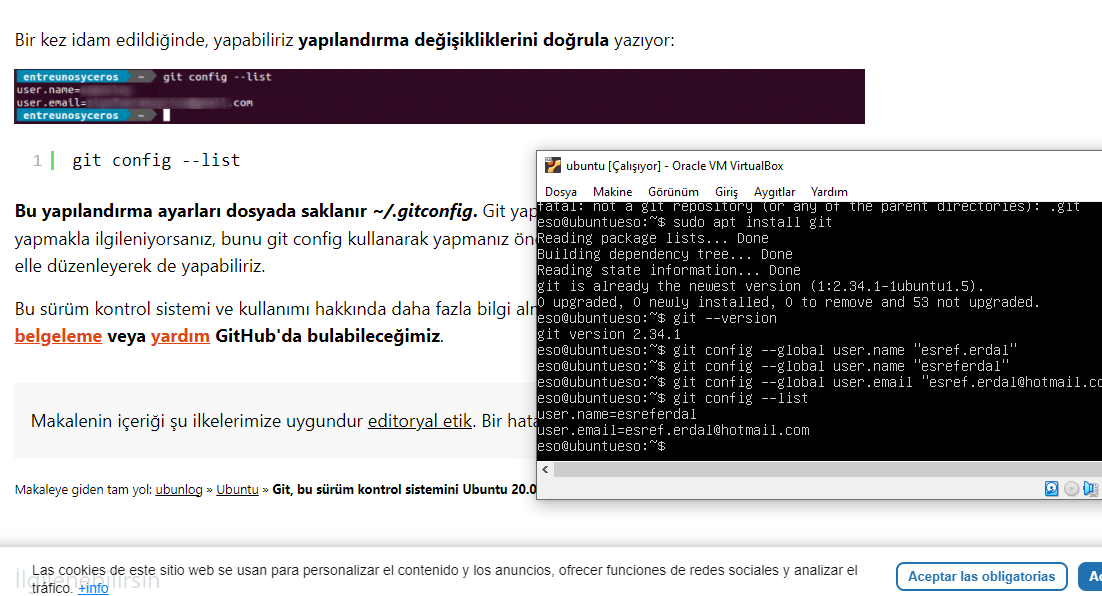 Bir kez idam edildiğinde, yapabiliriz yapılandırma değişikliklerini doğrula yazıyor:
entreunosyceros ~ git config --list
user.name=
user.email= .com
entreunosyceros ~
1 git config --list
Bu yapılandırma ayarları dosyada saklanır ~/.gitconfig. Git yap
yapmakla ilgileniyorsanız, bunu git config kullanarak yapmanız ön
elle düzenleyerek de yapabiliriz.
Bu sürüm kontrol sistemi ve kullanımı hakkında daha fazla bilgi alm
belgeleme veya yardım GitHub'da bulabileceğimiz.
Makalenin içeriği şu ilkelerimize uygundur editoryal etik. Bir hata
Makaleye giden tam yol: ubunlog » Ubuntu » Git, bu sürüm kontrol sistemini Ubuntu 20.0
ubuntu [Çalışıyor] - Oracle VM VirtualBox
Dosya Makine Görünüm Giriş Aygıtlar Yardım
fatal: not a git repository (or any of the parent directories): .git
eso@ubuntueso:~$ sudo apt install git
Reading package lists... Done
Building dependency tree... Done
Reading state information... Done
git is already the newest version (1:2.34.1-1ubuntu1.5).
0 upgraded, 0 newly installed, 0 to remove and 53 not upgraded.
eso@ubuntueso:~$ git --version
git version 2.34.1
eso@ubuntueso:~$ git config --global user.name "esref.erdal"
eso@ubuntueso:~$ git config --global user.name "esreferdal"
eso@ubuntueso:~$ git config --global user.email "esref.erdal@hotmail.co
eso@ubuntueso:~$ git config --list
user.name=esreferdal
user.email=esref.erdal@hotmail.com
eso@ubuntueso:~$
İlgilenebilirsin
Las cookies de este sitio web se usan para personalizar el contenido y los anuncios, ofrecer funciones de redes sociales y analizar el
tráfico. +info
Aceptar las obligatorias
Ac